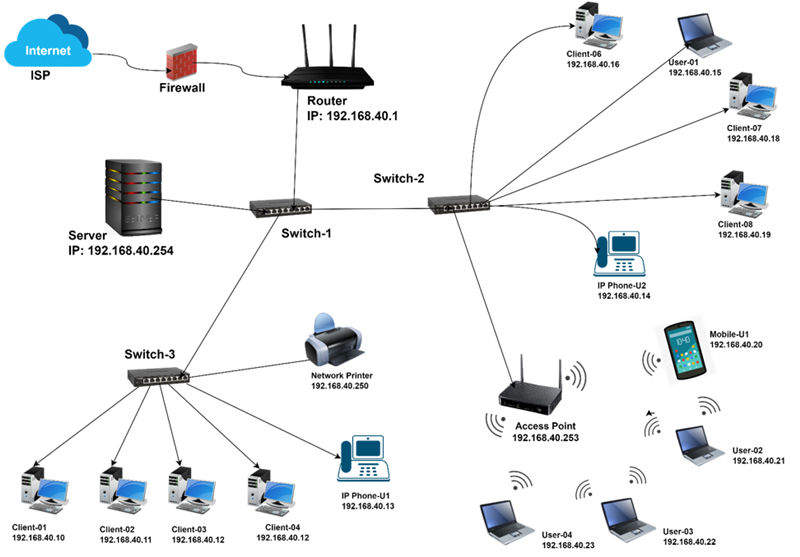 Internet
ISP
Firewall
Router
IP: 192.168.40.1
Client-06
192.168.40.16
User-01
192.168.40.15
Client-07
192.168.40.18
Client-08
192.168.40.19
Switch-2
Switch-1
Server
IP: 192.168.40.254
IP Phone-U2
192.168.40.14
Mobile-U1
192.168.40.20
10:40
Switch-3
Network Printer
192.168.40.250
Access Point
192.168.40.253
User-02
192.168.40.21
IP Phone-U1
192.168.40.13
Client-01
192.168.40.10
Client-02
192.168.40.11
Client-03
192.168.40.12
Client-04
192.168.40.12
User-04
192.168.40.23
User-03
192.168.40.22